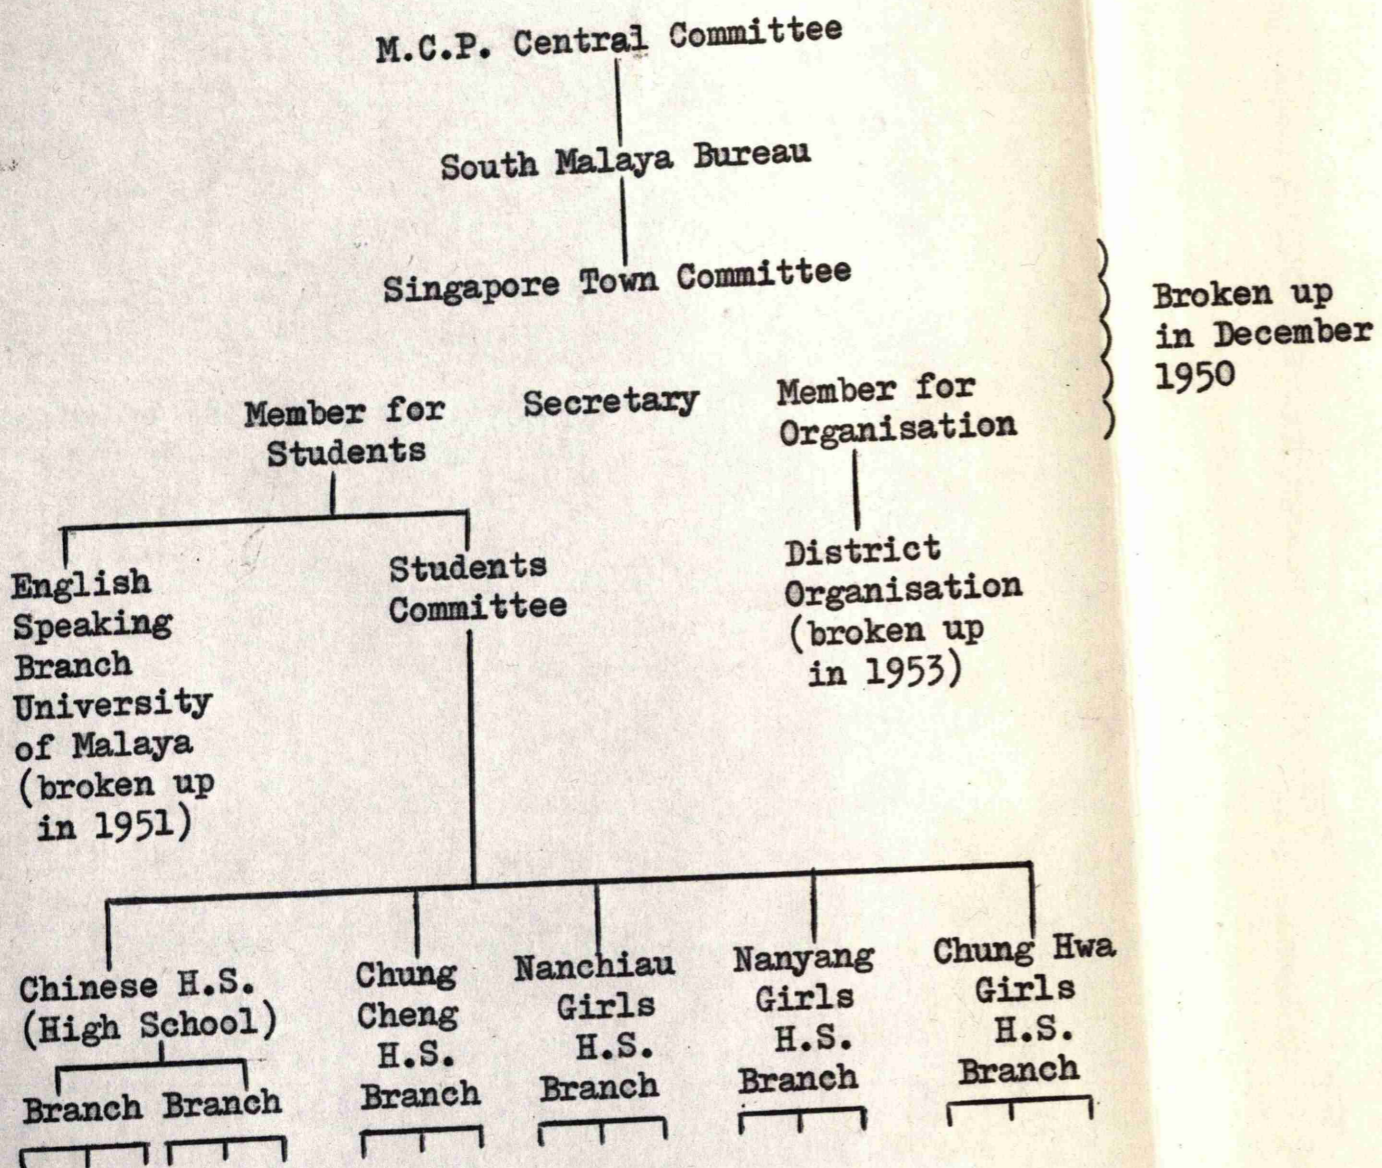 M.C.P. Central Committee
South Malaya Bureau
Singapore Town Committee
Broken up
in December
1950
Member for
Students
Secretary
Member for
Organisation
English
Speaking
Branch
University
of Malaya
(broken up
in 1951)
Students
Committee
District
Organisation
(broken up
in 1953)
Chinese H.S.
(High School)
Branch Branch
Chung
Cheng
H.S.
Branch
Nanchiau
Girls
H.S.
Branch
Nanyang
Girls
H.S.
Branch
Chung Hwa
Girls
H.S.
Branch